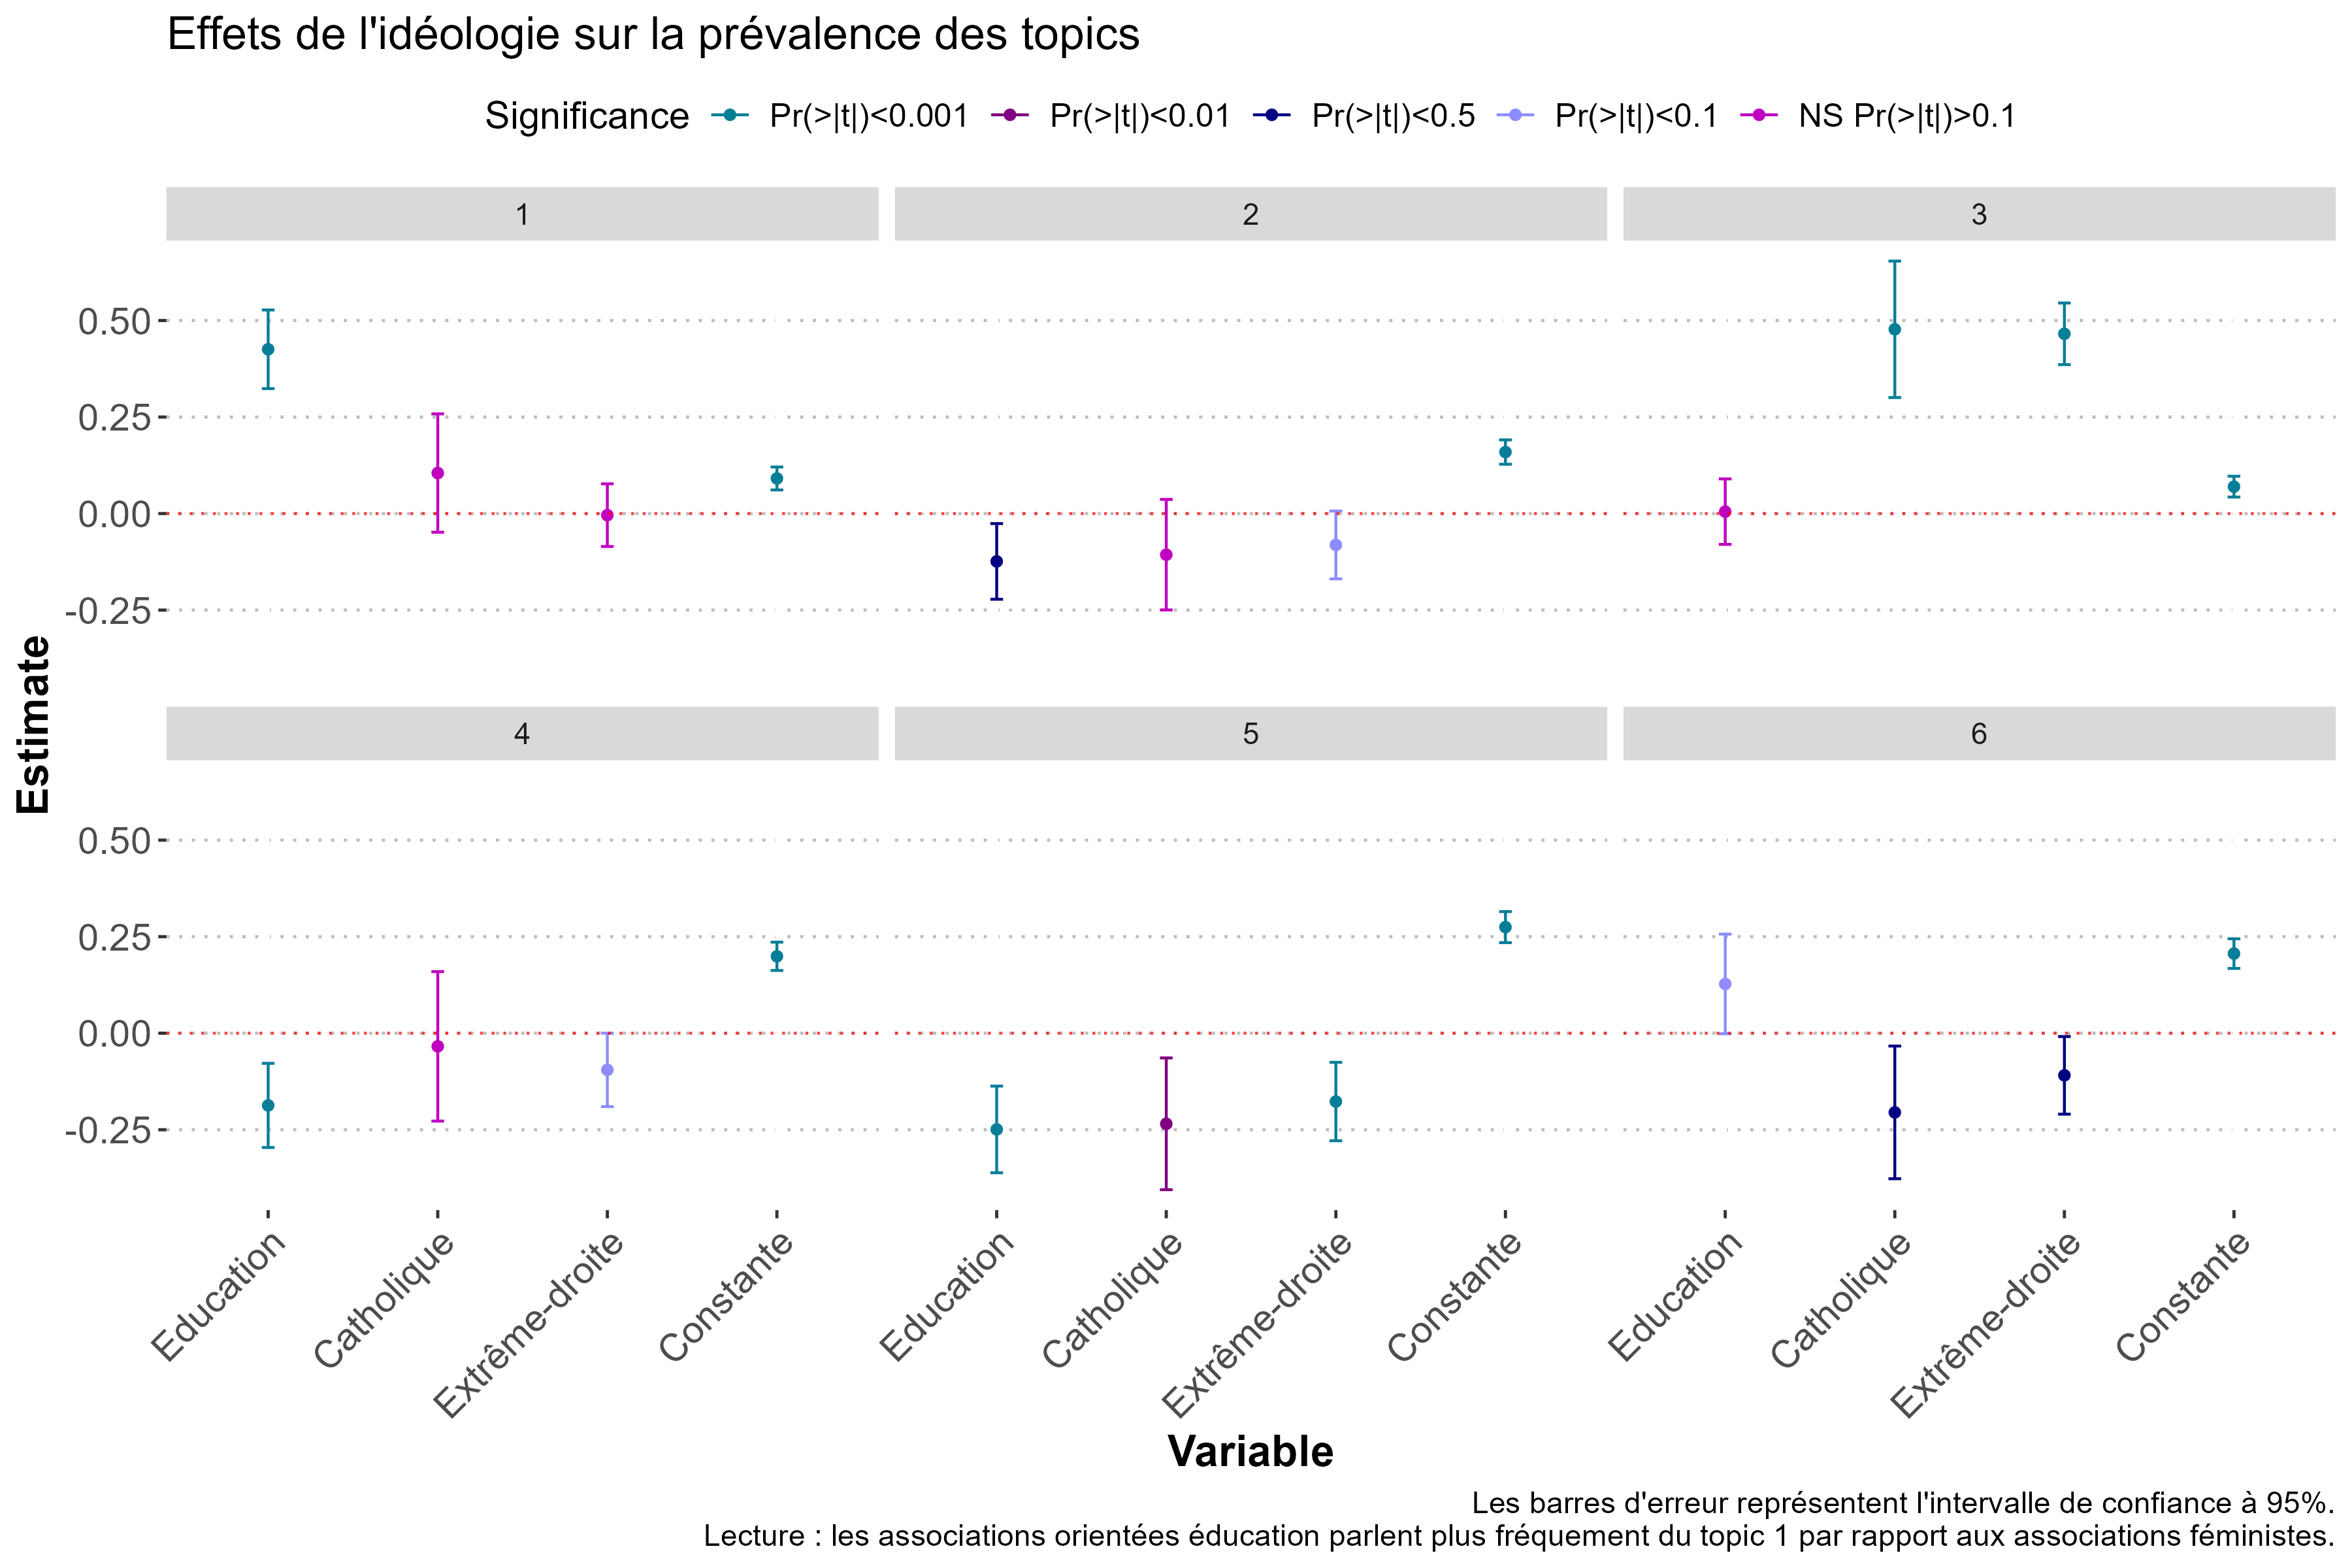 Effets de l'idéologie sur la prévalence des topics
Significance Pr(>|t|)<0.001 Pr(>|t|)<0.01 Pr(>|t|)<0.5 Pr(>|t|)<0.1 NS Pr(>|t|)>0.1
1 2 3
0.50
0.25
0.00
-0.25
Estimate
4 5 6
0.50
0.25
0.00
-0.25
Education Catholique Extrême-droite Constante Education Catholique Extrême-droite Constante Education Catholique Extrême-droite Constante
Variable
Les barres d'erreur représentent l'intervalle de confiance à 95%.
Lecture : les associations orientées éducation parlent plus fréquement du topic 1 par rapport aux associations féministes.